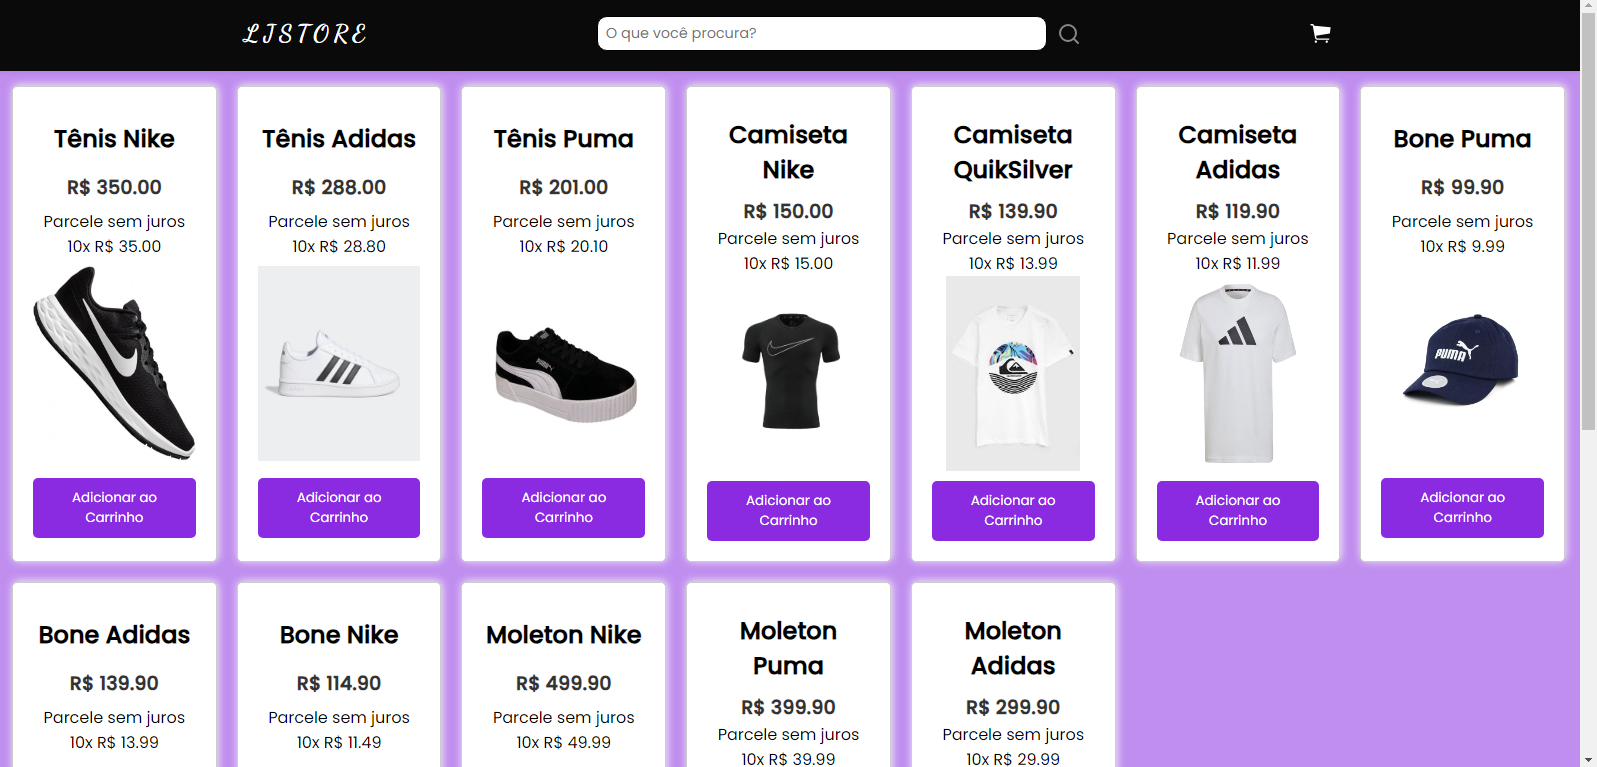 LJSTORE
O que você procura?
Tênis Nike
R$ 350.00
Parcele sem juros
10x R$ 35.00
Adicionar ao
Carrinho
Tênis Adidas
R$ 288.00
Parcele sem juros
10x R$ 28.80
Adicionar ao
Carrinho
Tênis Puma
R$ 201.00
Parcele sem juros
10x R$ 20.10
Adicionar ao
Carrinho
Camiseta
Nike
R$ 150.00
Parcele sem juros
10x R$ 15.00
Adicionar ao
Carrinho
Camiseta
QuikSilver
R$ 139.90
Parcele sem juros
10x R$ 13.99
Adicionar ao
Carrinho
Camiseta
Adidas
R$ 119.90
Parcele sem juros
10x R$ 11.99
Adicionar ao
Carrinho
Bone Puma
R$ 99.90
Parcele sem juros
10x R$ 9.99
PUMA
Adicionar ao
Carrinho
Bone Adidas
R$ 139.90
Parcele sem juros
10x R$ 13.99
Bone Nike
R$ 114.90
Parcele sem juros
10x R$ 11.49
Moleton Nike
R$ 499.90
Parcele sem juros
10x R$ 49.99
Moleton
Puma
R$ 399.90
Parcele sem juros
10x R$ 39.99
Moleton
Adidas
R$ 299.90
Parcele sem juros
10x R$ 29.99